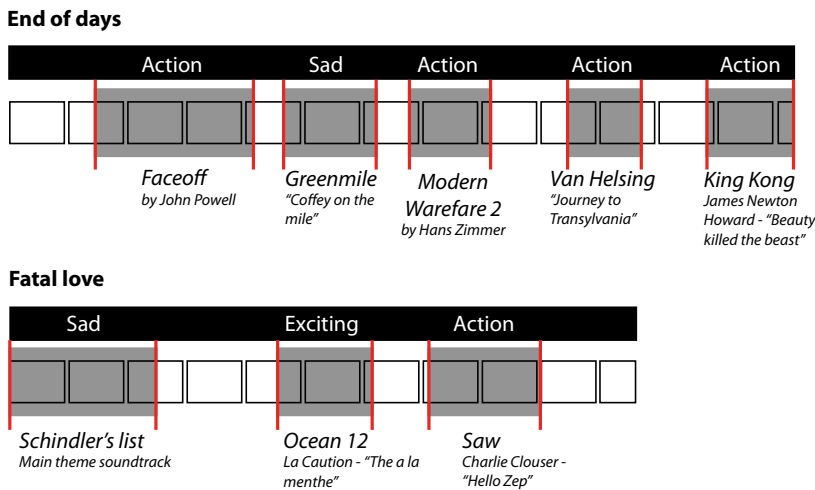 End of days
Action Sad Action Action Action
Faceoff
by John Powell
Greenmile
“Coffey on the
mile”
Modern
Warefare 2
by Hans Zimmer
Van Helsing
“Journey to
Transylvania”
King Kong
James Newton
Howard - “Beauty
killed the beast”
Fatal love
Sad Exciting Action
Schindler’s list
Main theme soundtrack
Ocean 12
La Caution - “The a la
menthe”
Saw
Charlie Clouser -
“Hello Zep”